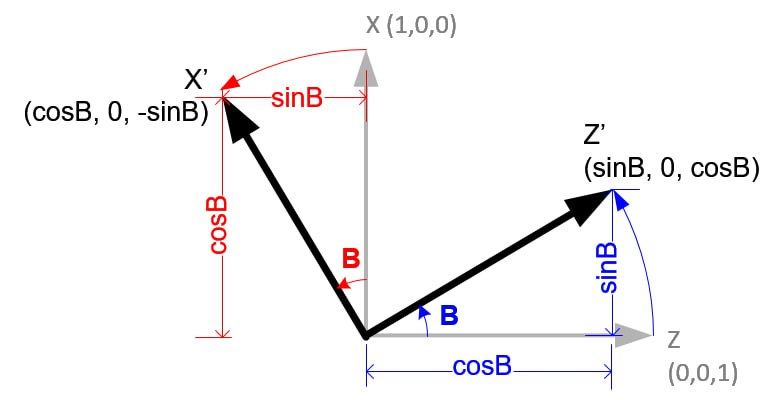 X (1,0,0)
X’
(cosB, 0, -sinB)
sinB
cosB
B
Z’
(sinB, 0, cosB)
sinB
B
Z
(0,0,1)
cosB